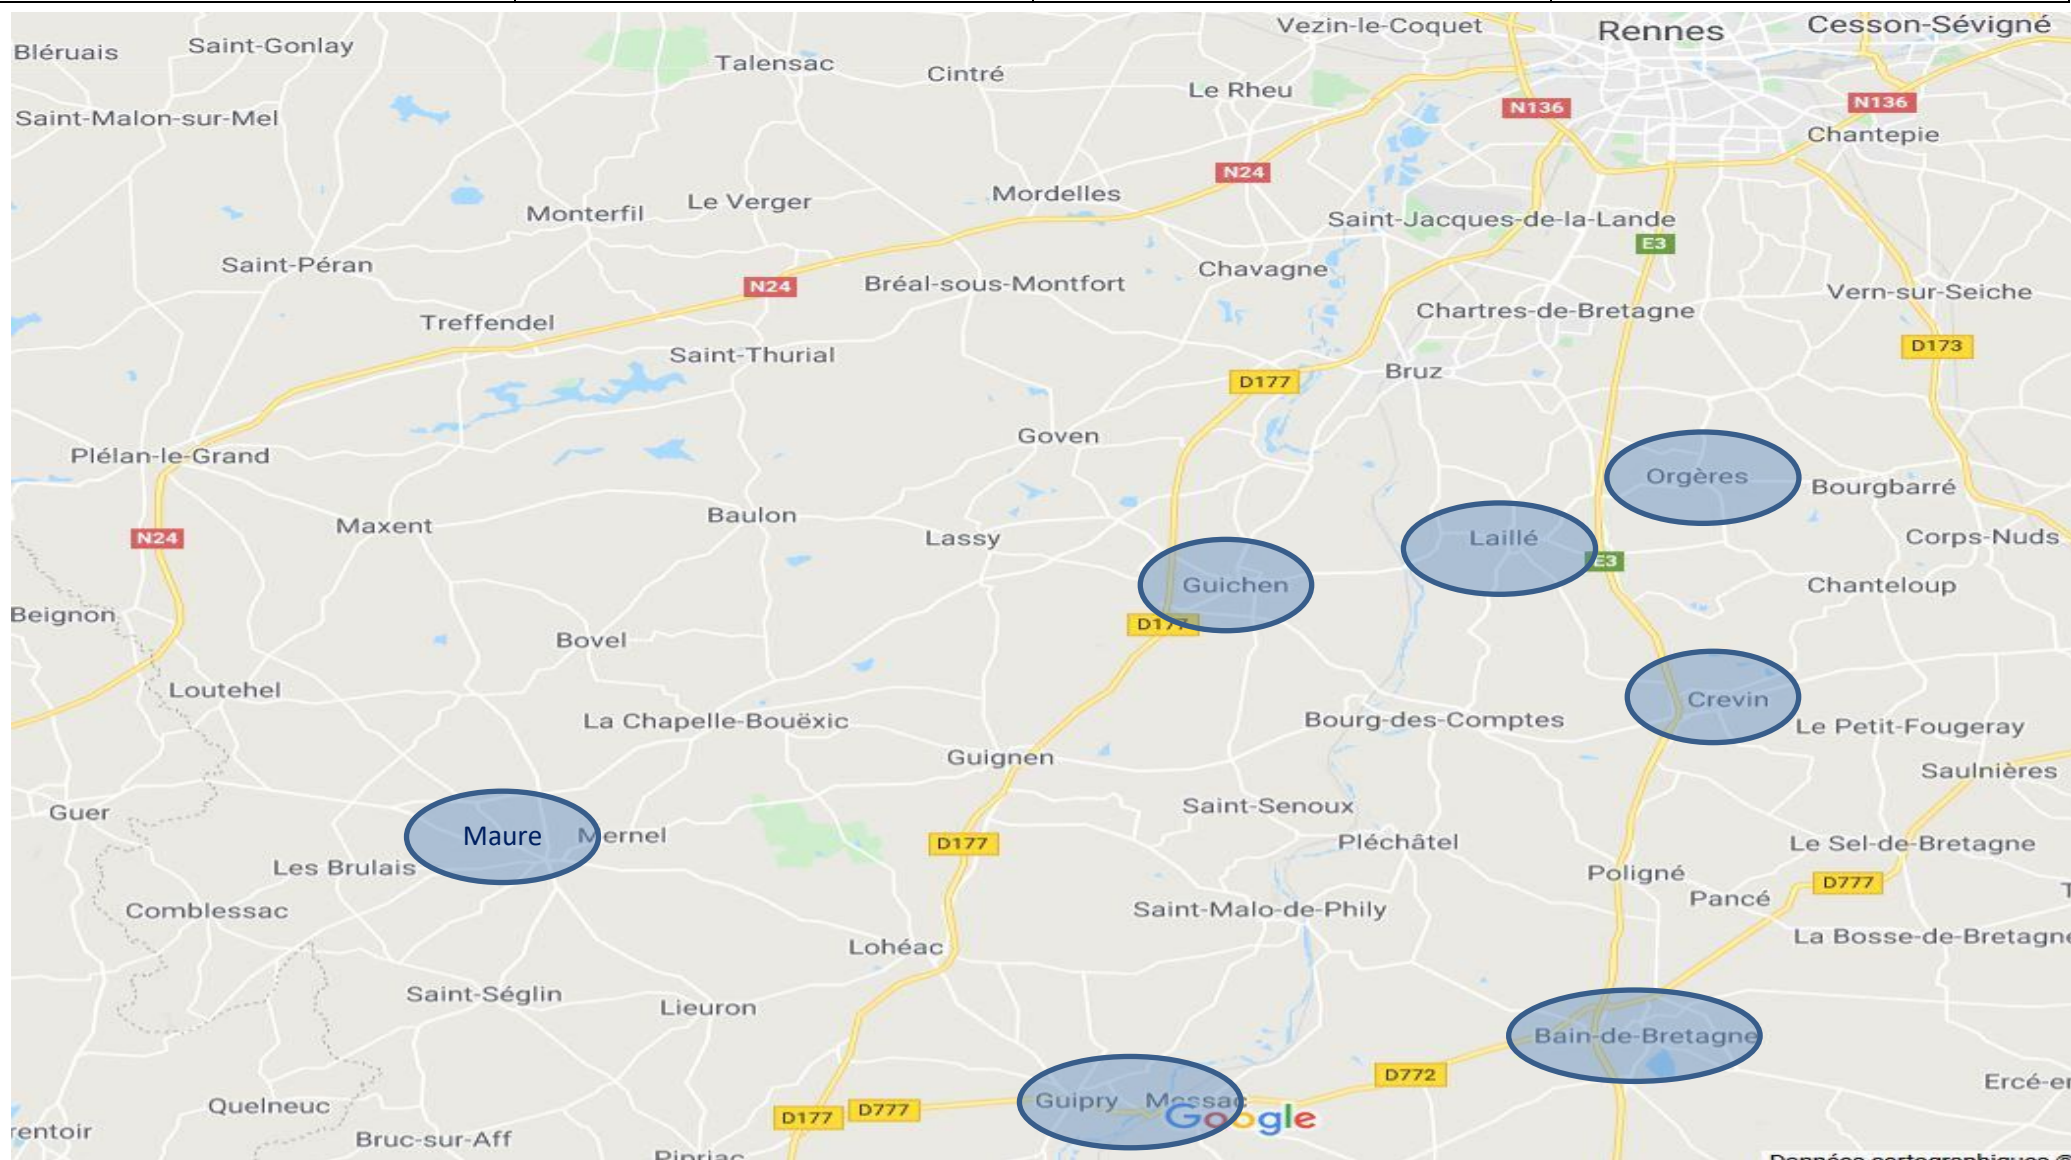 Vezin-le-Coquet
Rennes
Cesson-Sévigné
Bléruais
Saint-Gonlay
Talensac
Cintré
Le Rheu
N136
N136
Saint-Malon-sur-Mel
Chantepie
N24
Mordelles
Le Verger
Monterfil
Saint-Jacques-de-la-Lande
E3
Saint-Péran
Chavagne
N24
Bréal-sous-Montfort
Vern-sur-Seiche
Chartres-de-Bretagne
Treffendel
Saint-Thurial
D173
Bruz
D177
Goven
Plélan-le-Grand
Orgères
Bourgbarré
Maxent
Baulon
N24
Lassy
Laillé
Corps-Nuds
E3
Guichen
Chanteloup
Beignon
D177
Bovel
Loutehel
Crevin
La Chapelle-Bouëxic
Bourg-des-Comptes
Le Petit-Fougeray
Guignen
Saulnières
Guer
Saint-Senoux
Maure
Mernel
D177
Pléchâtel
Le Sel-de-Bretagne
Les Brulais
Poligné
D777
Pancé
Comblessac
Saint-Malo-de-Phily
La Bosse-de-Bretagne
Lohéac
Saint-Séglin
Lieuron
Bain-de-Bretagne
D772
Ercé-er
Quelneuc
D177
D777
Guipry Messac
Google
rentoir
Bruc-sur-Aff
Pipriac
Données cartographiques ©